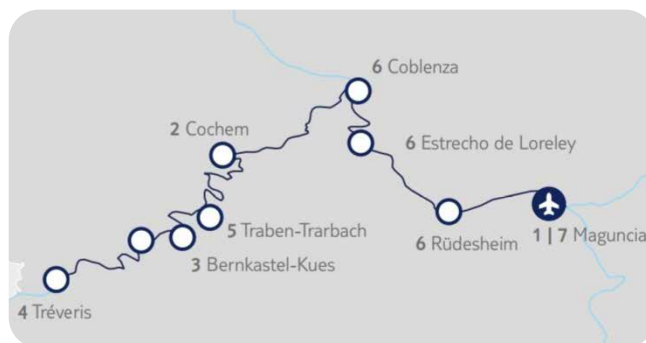 6 Coblenza
2 Cochem
6 Estrecho de Loreley
5 Traben-Trarbach
6 Rüdesheim
1 | 7 Maguncia
3 Bernkastel-Kues
4 Tréveris